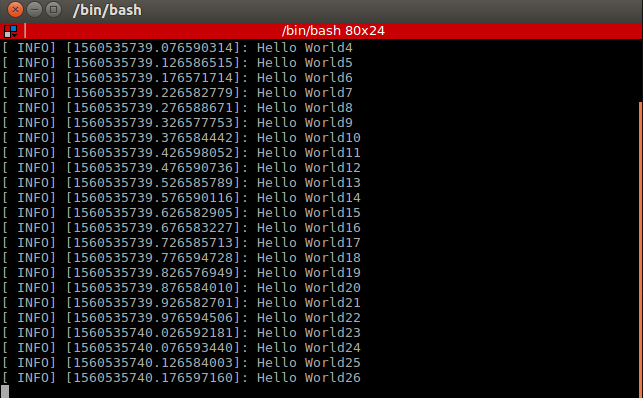 /bin/bash
/bin/bash 80x24
[ INFO] [1560535739.076590314]: Hello World4
[ INFO] [1560535739.126586515]: Hello World5
[ INFO] [1560535739.176571714]: Hello World6
[ INFO] [1560535739.226582779]: Hello World7
[ INFO] [1560535739.276588671]: Hello World8
[ INFO] [1560535739.326577753]: Hello World9
[ INFO] [1560535739.376584442]: Hello World10
[ INFO] [1560535739.426598052]: Hello World11
[ INFO] [1560535739.476590736]: Hello World12
[ INFO] [1560535739.526585789]: Hello World13
[ INFO] [1560535739.576590116]: Hello World14
[ INFO] [1560535739.626582905]: Hello World15
[ INFO] [1560535739.676583227]: Hello World16
[ INFO] [1560535739.726585713]: Hello World17
[ INFO] [1560535739.776594728]: Hello World18
[ INFO] [1560535739.826576949]: Hello World19
[ INFO] [1560535739.876584010]: Hello World20
[ INFO] [1560535739.926582701]: Hello World21
[ INFO] [1560535739.976594506]: Hello World22
[ INFO] [1560535740.026592181]: Hello World23
[ INFO] [1560535740.076593440]: Hello World24
[ INFO] [1560535740.126584003]: Hello World25
[ INFO] [1560535740.176597160]: Hello World26